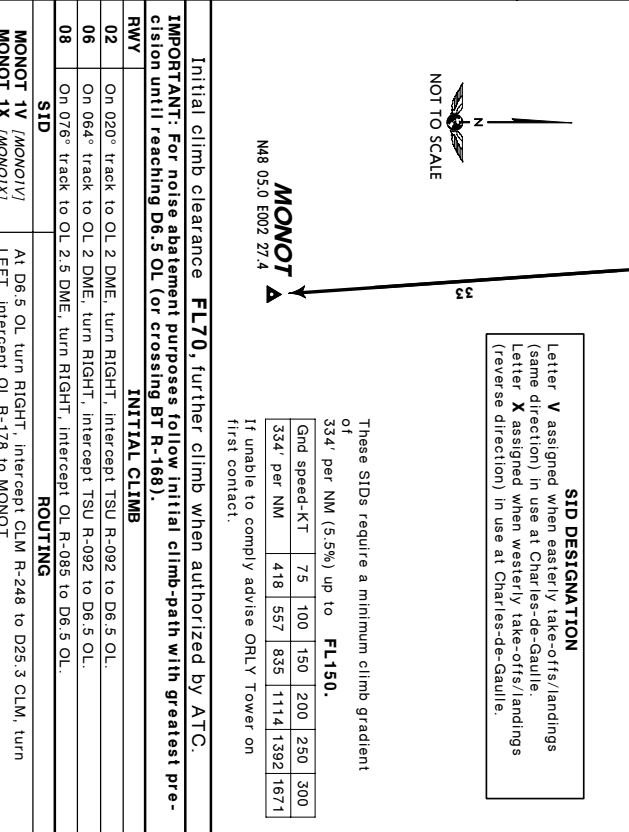 NOT TO SCALE
N
MONOT
N48 05.0 E002 27.4
33
SID DESIGNATION
Letter V assigned when easterly take-offs/landings
(same direction) in use at Charles-de-Gaulle.
Letter X assigned when westerly take-offs/landings
(reverse direction) in use at Charles-de-Gaulle.
These SIDs require a minimum climb gradient
of
334' per NM (5.5%) up to FL150.
Gnd speed-KT 75 100 150 200 250 300
334' per NM 418 557 835 1114 1392 1671
If unable to comply advise ORLY Tower on
first contact.
Initial climb clearance FL70, further climb when authorized by ATC.
IMPORTANT: For noise abatement purposes follow initial climb-path with greatest pre-
cision until reaching D6.5 OL (or crossing BT R-168).
RWY INITIAL CLIMB
02 On 020° track to OL 2 DME, turn RIGHT, intercept TSU R-092 to D6.5 OL.
06 On 064° track to OL 2 DME, turn RIGHT, intercept TSU R-092 to D6.5 OL.
08 On 076° track to OL 2.5 DME, turn RIGHT, intercept OL R-085 to D6.5 OL.
SID ROUTING
MONOT 1V [MONO1V] At D6.5 OL turn RIGHT, intercept CLM R-248 to D25.3 CLM, turn
MONOT 1X [MONO1X] LEFT, intercept OL R-178 to MONOT